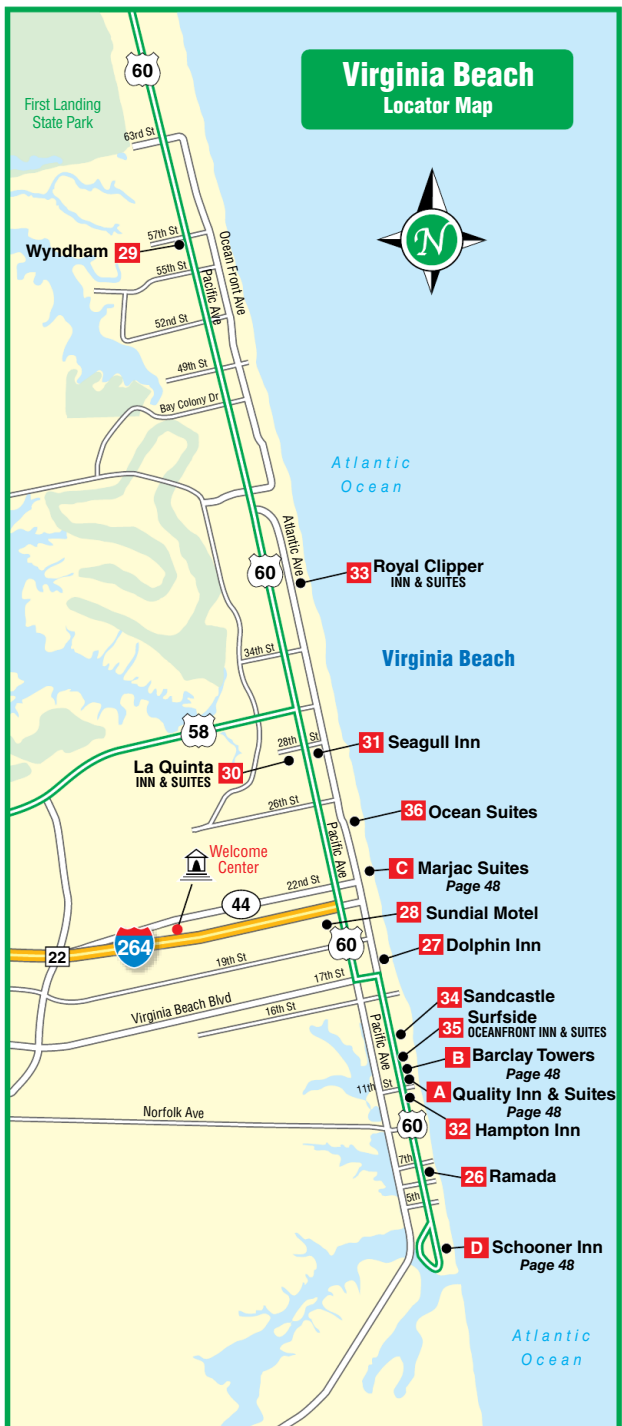 Virginia Beach
Locator Map
60
First Landing
State Park
63rd St
N
57th St
Wyndham 29
Ocean Front Ave
55th St
Pacific Ave
52nd St
49th St
Bay Colony Dr
Atlantic
Ocean
Atlantic Ave
60
33 Royal Clipper
INN & SUITES
34th St
Virginia Beach
58
28th St
31 Seagull Inn
La Quinta 30
INN & SUITES
26th St
36 Ocean Suites
Pacific Ave
Welcome
Center
C Marjac Suites
Page 48
22nd St
44
28 Sundial Motel
264
22
60
27 Dolphin Inn
19th St
17th St
Virginia Beach Blvd
16th St
34 Sandcastle
Pacific Ave
35 Surfside
OCEANFRONT INN & SUITES
B Barclay Towers
Page 48
11th St
A Quality Inn & Suites
Page 48
Norfolk Ave
60
32 Hampton Inn
7th
26 Ramada
5th
D Schooner Inn
Page 48
Atlantic
Ocean